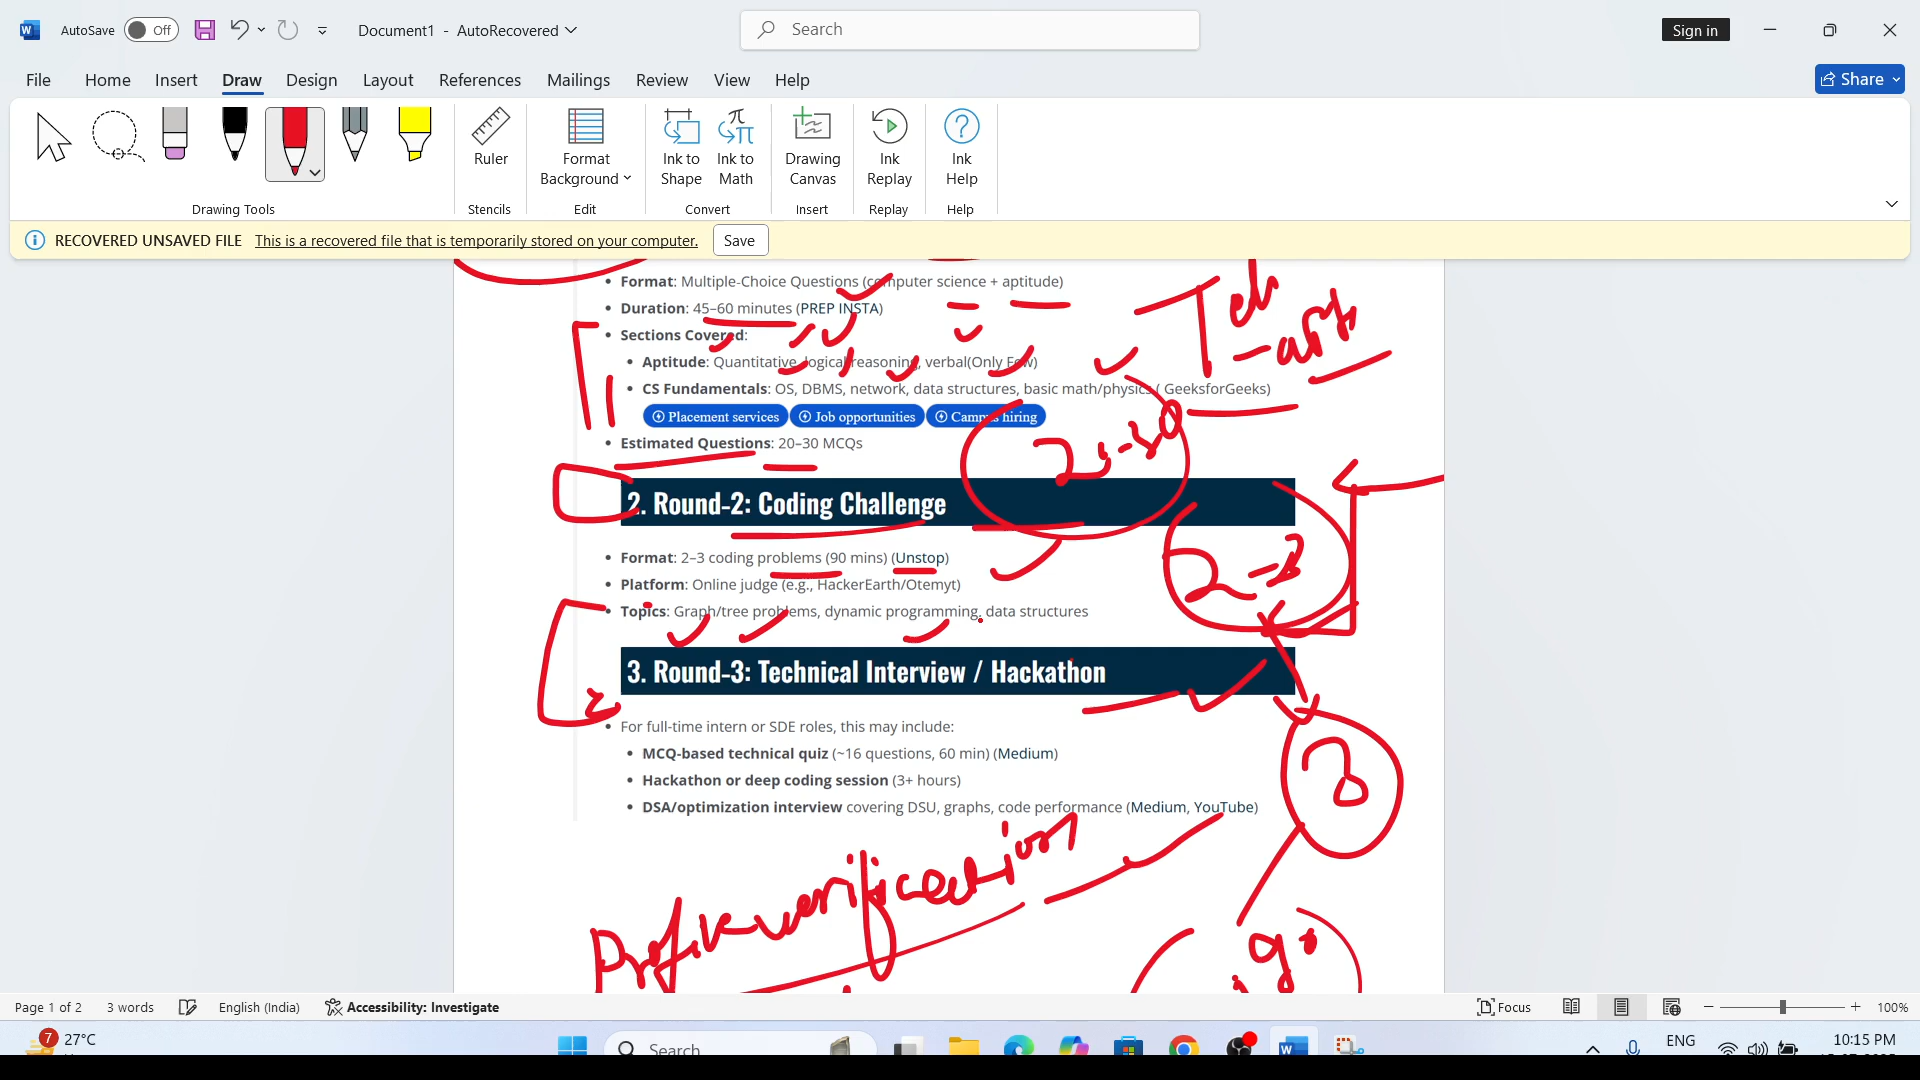 AutoSave Off Document1 - AutoRecovered Search Sign in
File Home Insert Draw Design Layout References Mailings Review View Help Share
Ruler Format Background Ink to Shape Ink to Math Drawing Canvas Ink Replay Ink Help
Drawing Tools Stencils Edit Convert Insert Replay Help
RECOVERED UNSAVED FILE This is a recovered file that is temporarily stored on your computer. Save
Format: Multiple-Choice Questions (computer science + aptitude)
Duration: 45–60 minutes (PREP INSTA)
Sections Covered:
Aptitude: Quantitative, logical reasoning, verbal(Only Few)
CS Fundamentals: OS, DBMS, network, data structures, basic math/physics ( GeeksforGeeks)
Placement services Job opportunities Campus hiring
Estimated Questions: 20–30 MCQs
2. Round-2: Coding Challenge
2-3
Format: 2–3 coding problems (90 mins) (Unstop)
Platform: Online judge (e.g., HackerEarth/Otemyt)
Topics: Graph/tree problems, dynamic programming, data structures
3. Round-3: Technical Interview / Hackathon
For full-time intern or SDE roles, this may include:
MCQ-based technical quiz (~16 questions, 60 min) (Medium)
3
Hackathon or deep coding session (3+ hours)
DSA/optimization interview covering DSU, graphs, code performance (Medium, YouTube)
Page 1 of 2 3 words English (India) Accessibility: Investigate Focus 100%
7 27°C Search ENG 10:15 PM